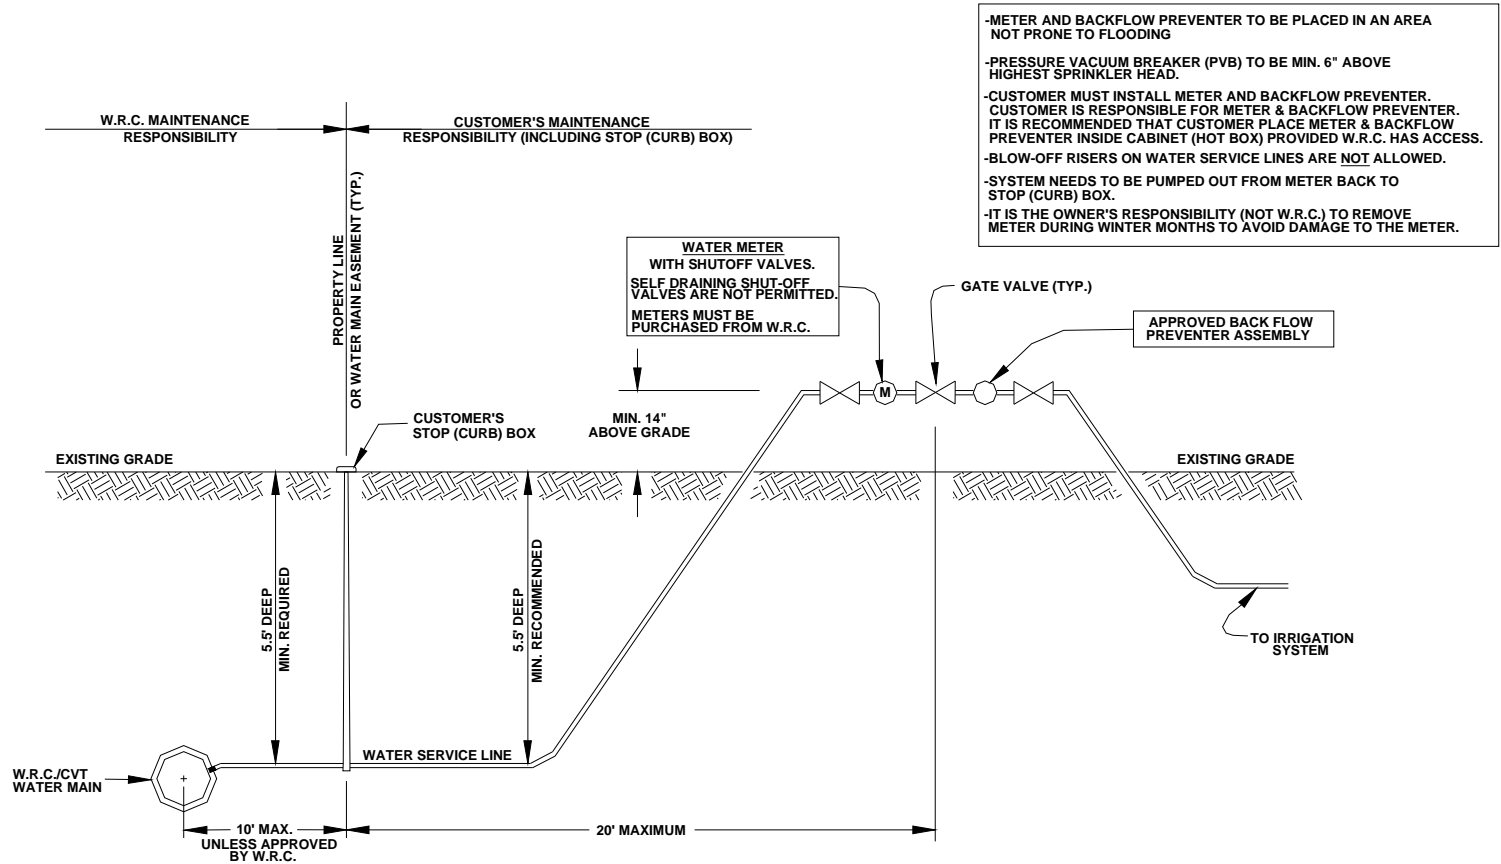 -METER AND BACKFLOW PREVENTER TO BE PLACED IN AN AREA
NOT PRONE TO FLOODING
-PRESSURE VACUUM BREAKER (PVB) TO BE MIN. 6" ABOVE
HIGHEST SPRINKLER HEAD.
-CUSTOMER MUST INSTALL METER AND BACKFLOW PREVENTER.
CUSTOMER IS RESPONSIBLE FOR METER & BACKFLOW PREVENTER.
IT IS RECOMMENDED THAT CUSTOMER PLACE METER & BACKFLOW
PREVENTER INSIDE CABINET (HOT BOX) PROVIDED W.R.C. HAS ACCESS.
-BLOW-OFF RISERS ON WATER SERVICE LINES ARE NOT ALLOWED.
-SYSTEM NEEDS TO BE PUMPED OUT FROM METER BACK TO
STOP (CURB) BOX.
-IT IS THE OWNER'S RESPONSIBILITY (NOT W.R.C.) TO REMOVE
METER DURING WINTER MONTHS TO AVOID DAMAGE TO THE METER.
W.R.C. MAINTENANCE
RESPONSIBILITY
CUSTOMER'S MAINTENANCE
RESPONSIBILITY (INCLUDING STOP (CURB) BOX)
PROPERTY LINE
OR WATER MAIN EASEMENT (TYP.)
WATER METER
WITH SHUTOFF VALVES.
SELF DRAINING SHUT-OFF
VALVES ARE NOT PERMITTED.
METERS MUST BE
PURCHASED FROM W.R.C.
GATE VALVE (TYP.)
APPROVED BACK FLOW
PREVENTER ASSEMBLY
M
CUSTOMER'S
STOP (CURB) BOX
MIN. 14"
ABOVE GRADE
EXISTING GRADE
EXISTING GRADE
5.5' DEEP
MIN. REQUIRED
5.5' DEEP
MIN. RECOMMENDED
TO IRRIGATION
SYSTEM
WATER SERVICE LINE
W.R.C./CVT
WATER MAIN
10' MAX.
UNLESS APPROVED
BY W.R.C.
20' MAXIMUM